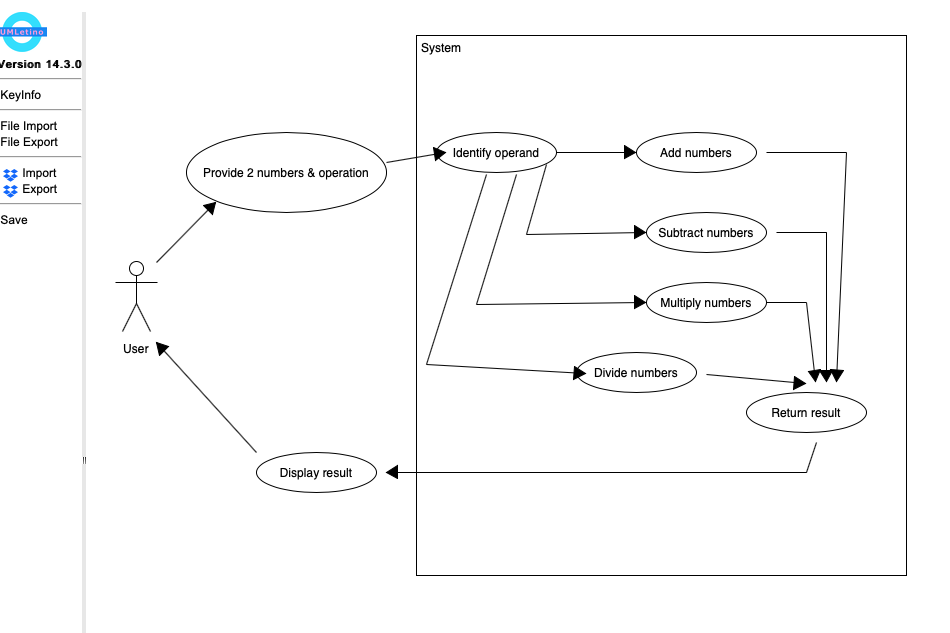 UMLetino
Version 14.3.0
KeyInfo
File Import
File Export
Import
Export
Save
System
Provide 2 numbers & operation
Identify operand
Add numbers
Subtract numbers
Multiply numbers
Divide numbers
User
Return result
Display result